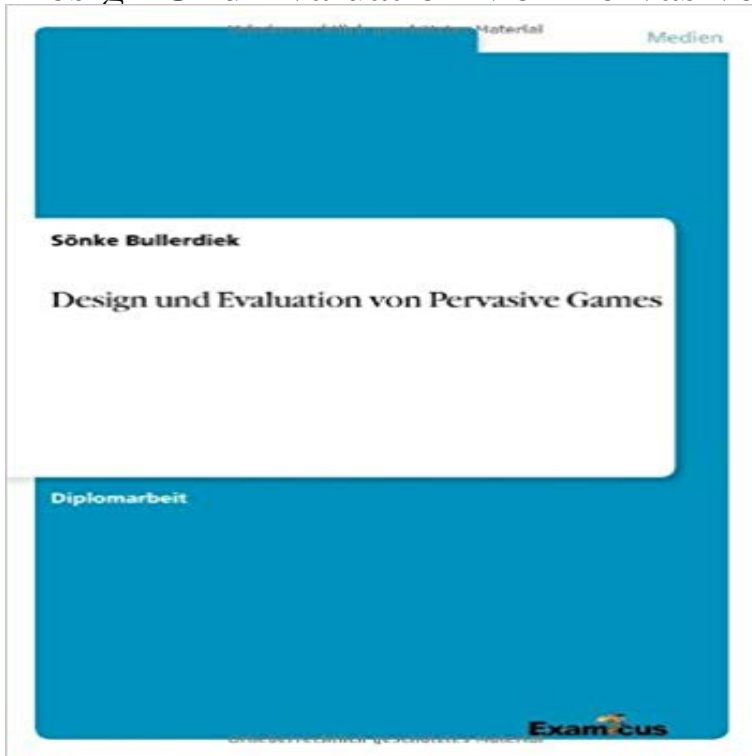 Medien
Sönke Bullerdiek
Design und Evaluation von Pervasive Games
Diplomarbeit
Examicus